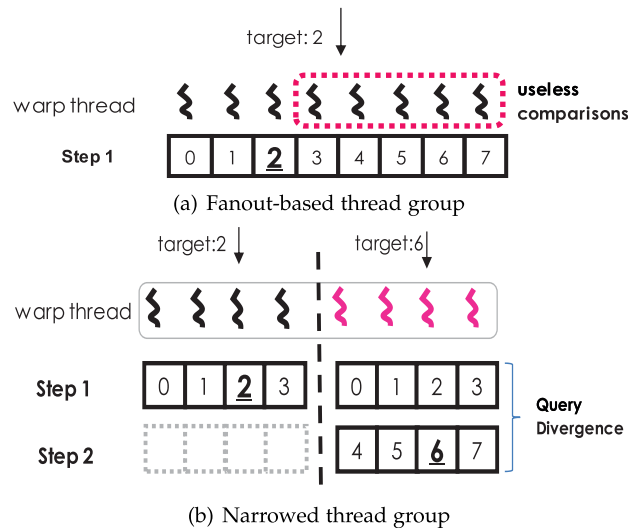 target: 2
warp thread
useless
comparisons
Step 1 0 1 2 3 4 5 6 7
(a) Fanout-based thread group
target:2 target:6
warp thread
Step 1 0 1 2 3 0 1 2 3
Query
Divergence
Step 2 4 5 6 7
(b) Narrowed thread group